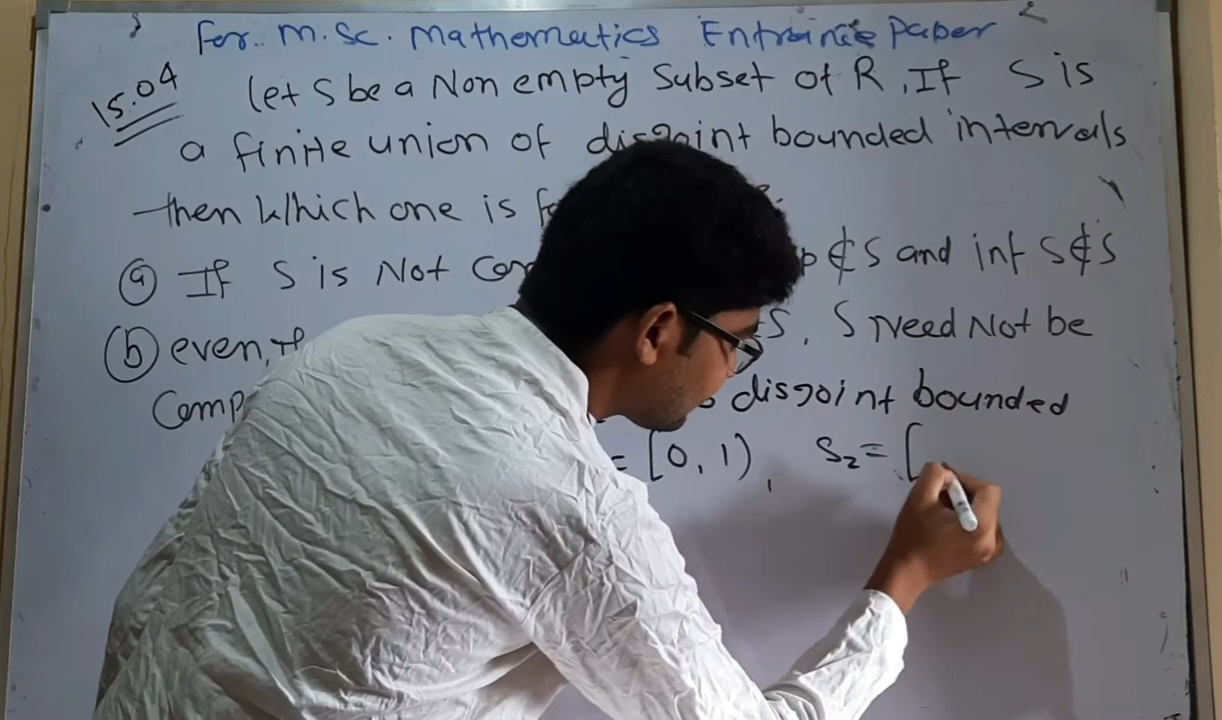 For.. M.Sc. Mathematics Entrance Paper
15.04
let S be a Non empty Subset of R, If S is
a finite union of disjoint bounded intervals
then Which one is
(a) If S is Not ∉ S and inf S ∉ S
(b) even, if S, S Need Not be
disjoint bounded
= [0, 1), S₂ = [